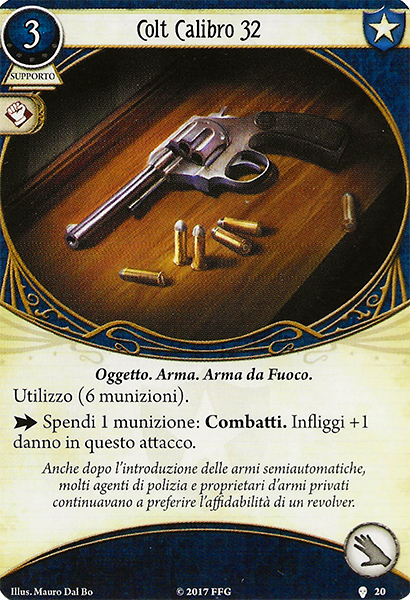 3
Colt Calibro 32
SUPPORTO
Oggetto. Arma. Arma da Fuoco.
Utilizzo (6 munizioni).
Spendi 1 munizione: Combatti. Infliggi +1
danno in questo attacco.
Anche dopo l'introduzione delle armi semiautomatiche,
molti agenti di polizia e proprietari d'armi privati
continuavano a preferire l'affidabilità di un revolver.
Illus. Mauro Dal Bo
© 2017 FFG
20